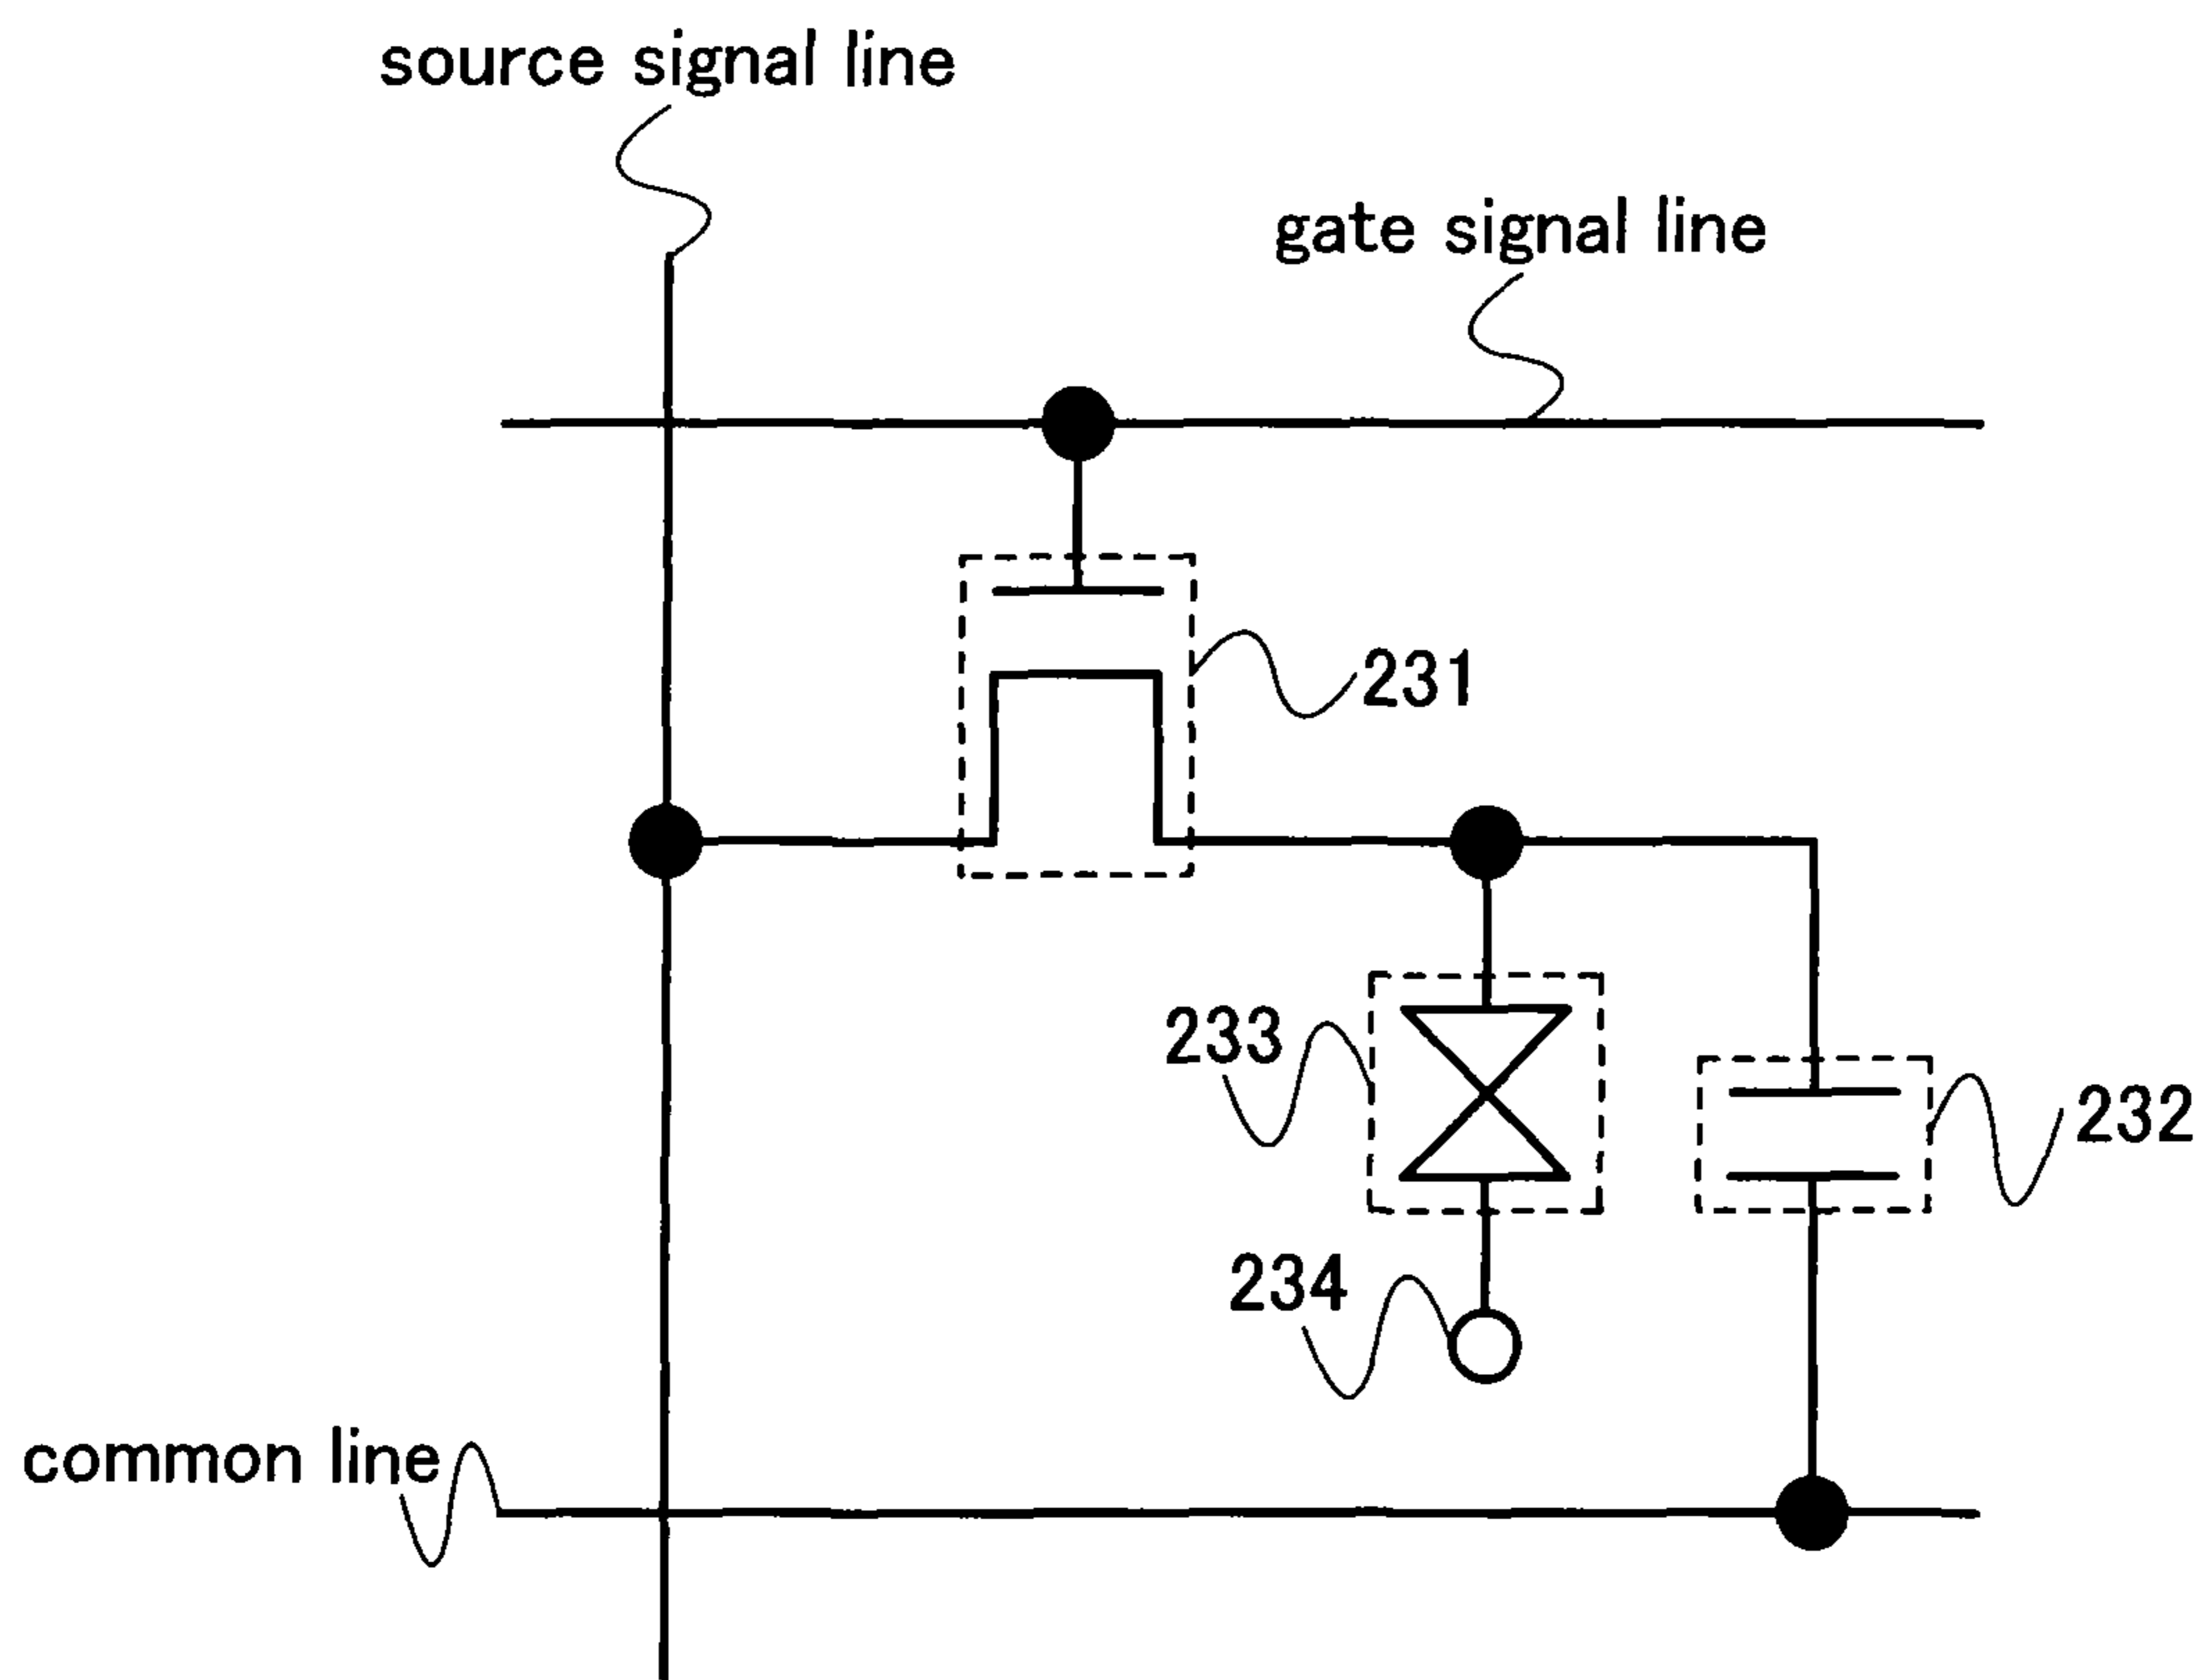 source signal line
gate signal line
231
233
232
234
common line